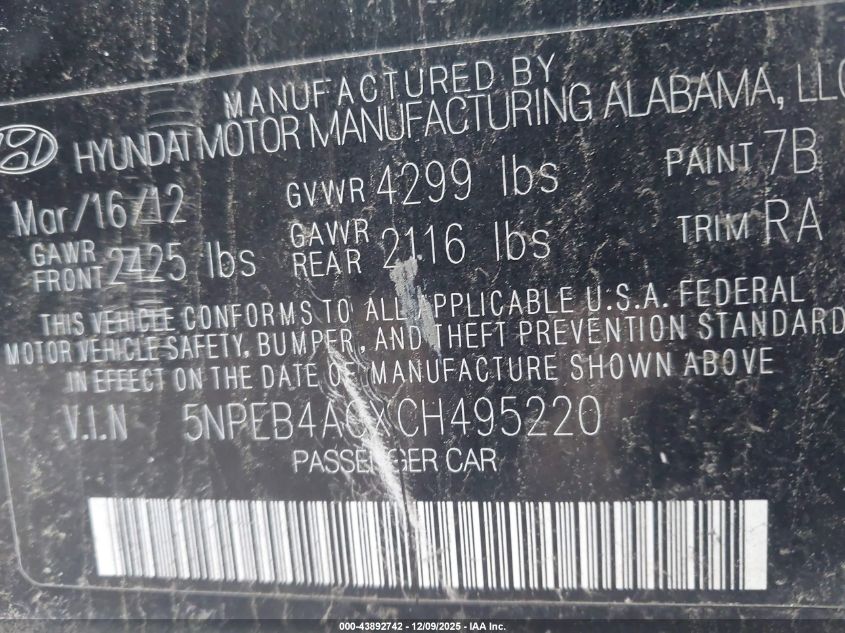 MANUFACTURED BY
HYUNDAI MOTOR MANUFACTURING ALABAMA, LLC
Mar/16/12 GVWR 4299 lbs PAINT 7B
GAWR FRONT 2425 lbs GAWR REAR 2116 lbs TRIM RA
THIS VEHICLE CONFORMS TO ALL APPLICABLE U.S.A. FEDERAL
MOTOR VEHICLE SAFETY, BUMPER, AND THEFT PREVENTION STANDARD
IN EFFECT ON THE DATE OF MANUFACTURE SHOWN ABOVE
V.I.N 5NPEB4ACXCH495220
PASSENGER CAR
000-43892742 - 12/09/2025 - IAA Inc.